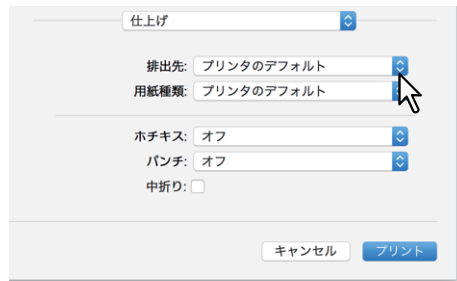 仕上げ
排出先: プリンタのデフォルト
用紙種類: プリンタのデフォルト
ホチキス: オフ
パンチ: オフ
中折り:
キャンセル プリント